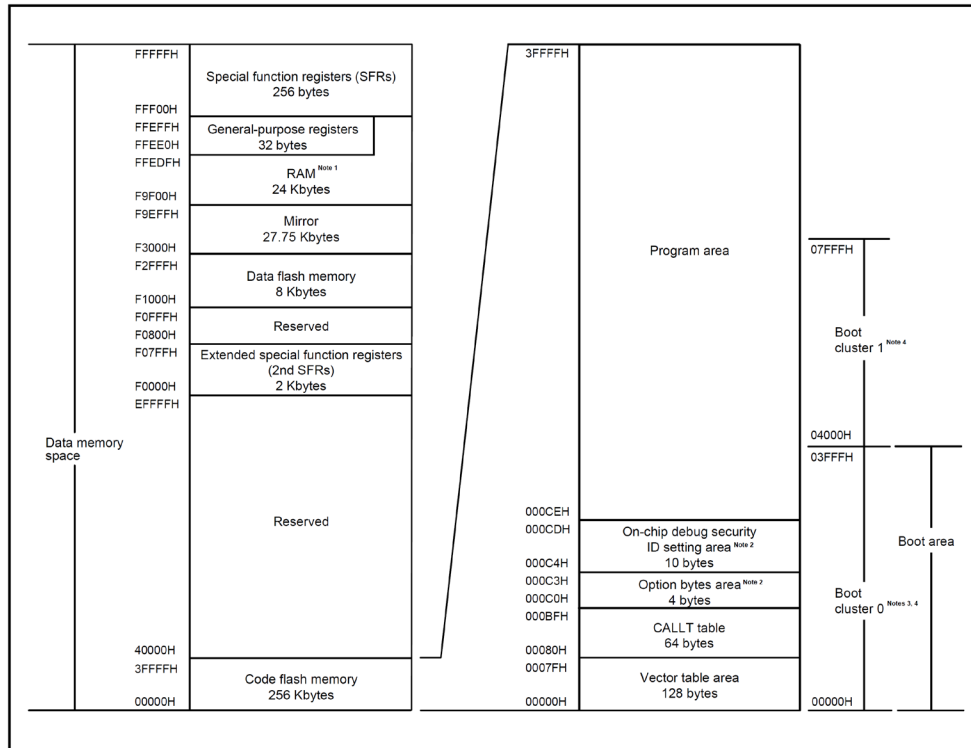 FFFFFH
Special function registers (SFRs)
256 bytes
FFF00H
FFEFFH
General-purpose registers
32 bytes
FFEE0H
FFEDFH
RAM Note 1
24 Kbytes
F9F00H
F9EFFH
Mirror
27.75 Kbytes
F3000H
F2FFFH
Data flash memory
8 Kbytes
F1000H
F0FFFH
Reserved
F0800H
F07FFH
Extended special function registers
(2nd SFRs)
2 Kbytes
F0000H
EFFFFH
Data memory
space
Reserved
40000H
3FFFFH
Code flash memory
256 Kbytes
00000H
3FFFFH
Program area
000CEH
000CDH
On-chip debug security
ID setting area Note 2
10 bytes
000C4H
000C3H
Option bytes area Note 2
4 bytes
000C0H
000BFH
CALLT table
64 bytes
00080H
0007FH
Vector table area
128 bytes
00000H
07FFFH
Boot
cluster 1 Note 4
04000H
03FFFH
Boot area
Boot
cluster 0 Notes 3, 4
00000H